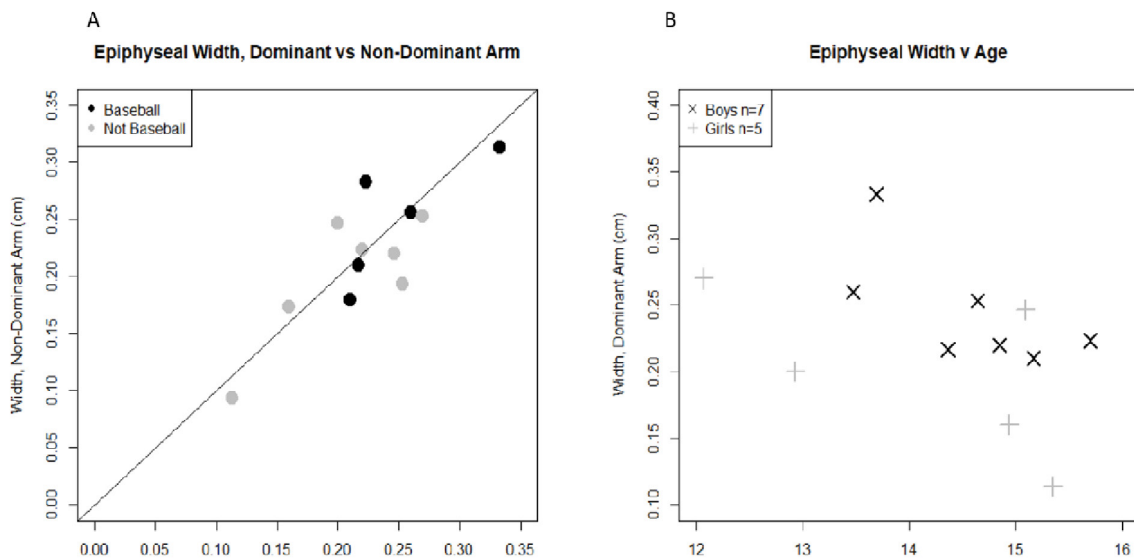 A
Epiphyseal Width, Dominant vs Non-Dominant Arm
Baseball
Not Baseball
Width, Non-Dominant Arm (cm)
0.35
0.30
0.25
0.20
0.15
0.10
0.05
0.00
0.00 0.05 0.10 0.15 0.20 0.25 0.30 0.35
B
Epiphyseal Width v Age
Boys n=7
Girls n=5
Width, Dominant Arm (cm)
0.40
0.35
0.30
0.25
0.20
0.15
0.10
12 13 14 15 16